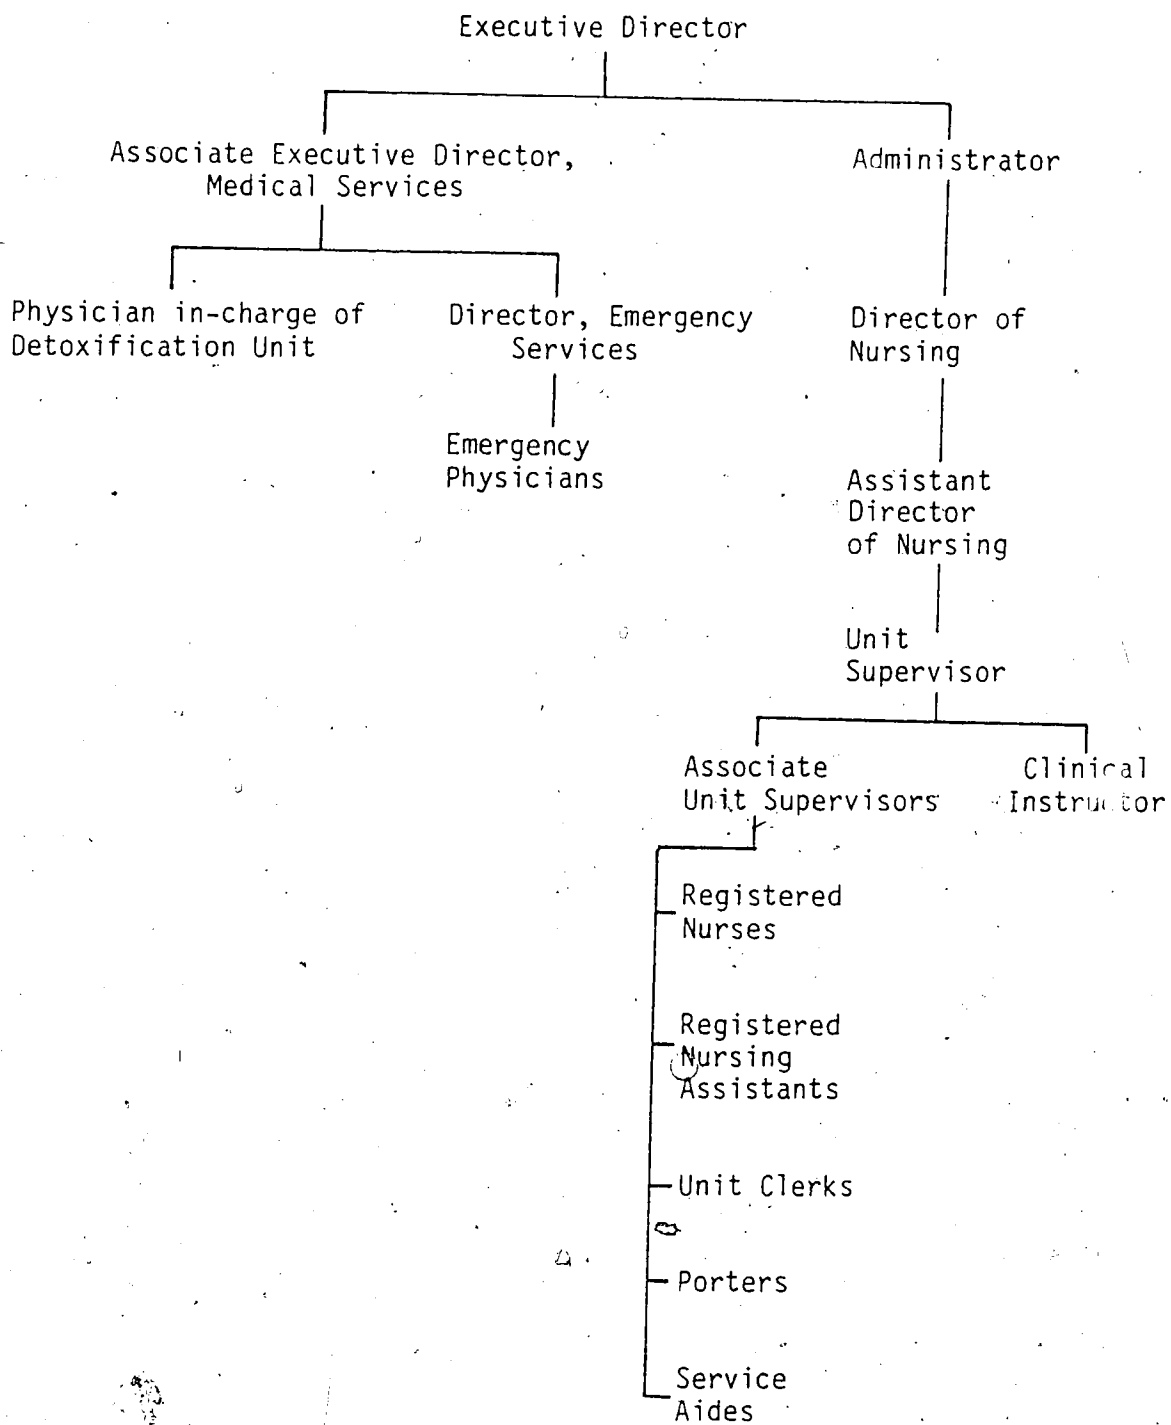 Executive Director
Associate Executive Director,
Medical Services
Administrator
Physician in-charge of
Detoxification Unit
Director, Emergency
Services
Director of
Nursing
Emergency
Physicians
Assistant
Director
of Nursing
Unit
Supervisor
Associate
Unit Supervisors
Clinical
Instructor
Registered
Nurses
Registered
Nursing
Assistants
Unit Clerks
Porters
Service
Aides